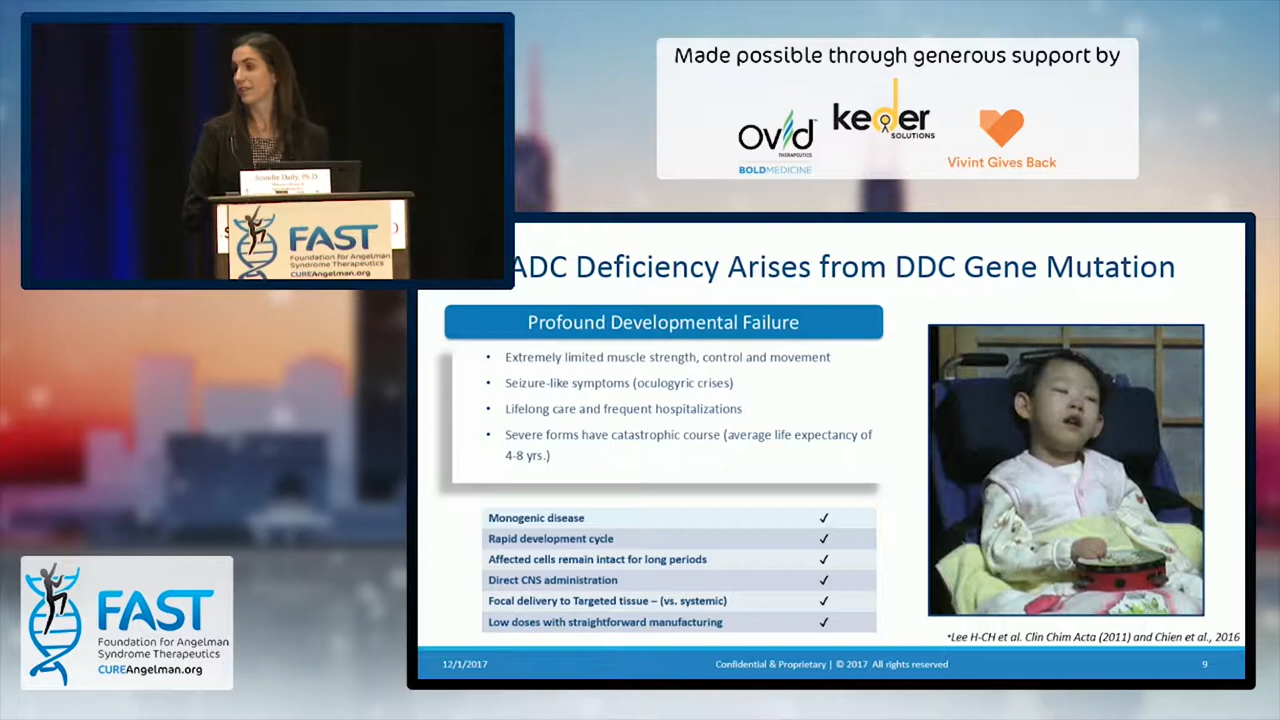 Made possible through generous support by
ovid
THERAPEUTICS
BOLDMEDICINE
keder
SOLUTIONS
Vivint Gives Back
Jennifer Daily, Ph.D.
FAST
Foundation for Angelman
Syndrome Therapeutics
CUREAngelman.org
ADC Deficiency Arises from DDC Gene Mutation
Profound Developmental Failure
• Extremely limited muscle strength, control and movement
• Seizure-like symptoms (oculogyric crises)
• Lifelong care and frequent hospitalizations
• Severe forms have catastrophic course (average life expectancy of
4-8 yrs.)
Monogenic disease ✓
Rapid development cycle ✓
Affected cells remain intact for long periods ✓
Direct CNS administration ✓
Focal delivery to Targeted tissue – (vs. systemic) ✓
Low doses with straightforward manufacturing ✓
*Lee H-CH et al. Clin Chim Acta (2011) and Chien et al., 2016
12/1/2017 Confidential & Proprietary | © 2017 All rights reserved 9
FAST
Foundation for Angelman
Syndrome Therapeutics
CUREAngelman.org